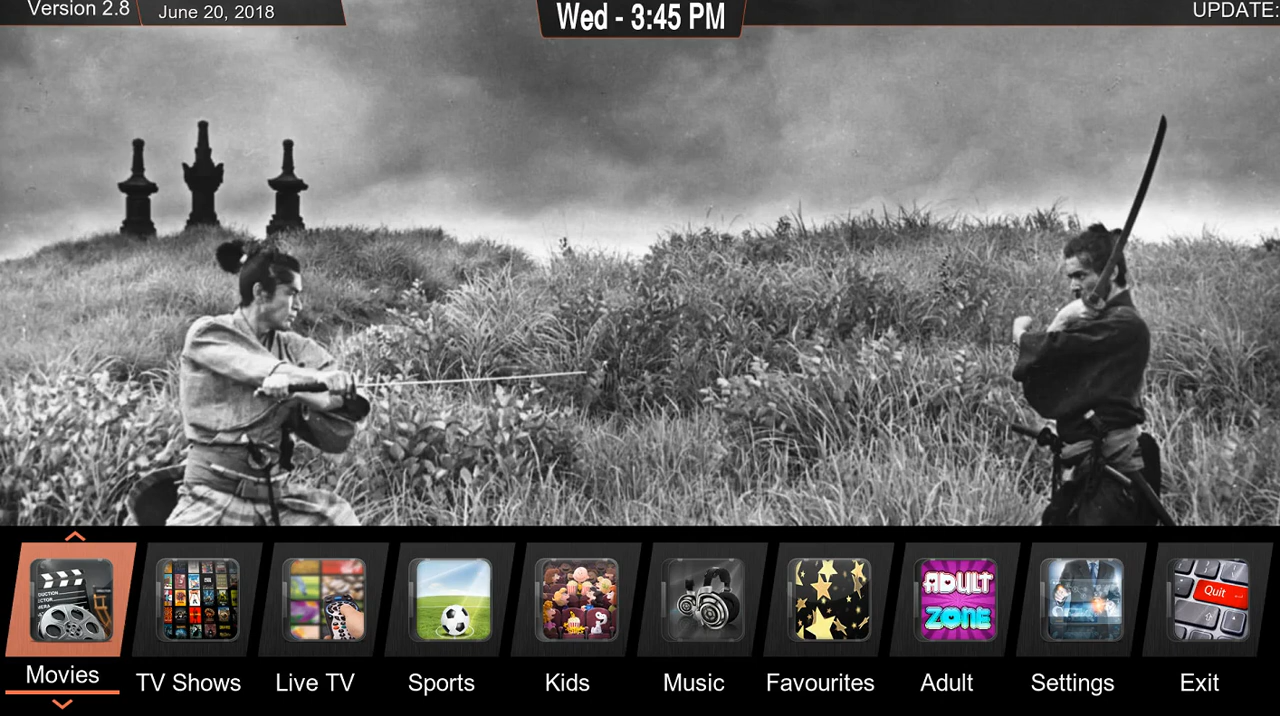 Version 2.8
June 20, 2018
Wed - 3:45 PM
UPDATE:
DUCTION
ADULT
ZONE
Quit
Movies
TV Shows
Live TV
Sports
Kids
Music
Favourites
Adult
Settings
Exit